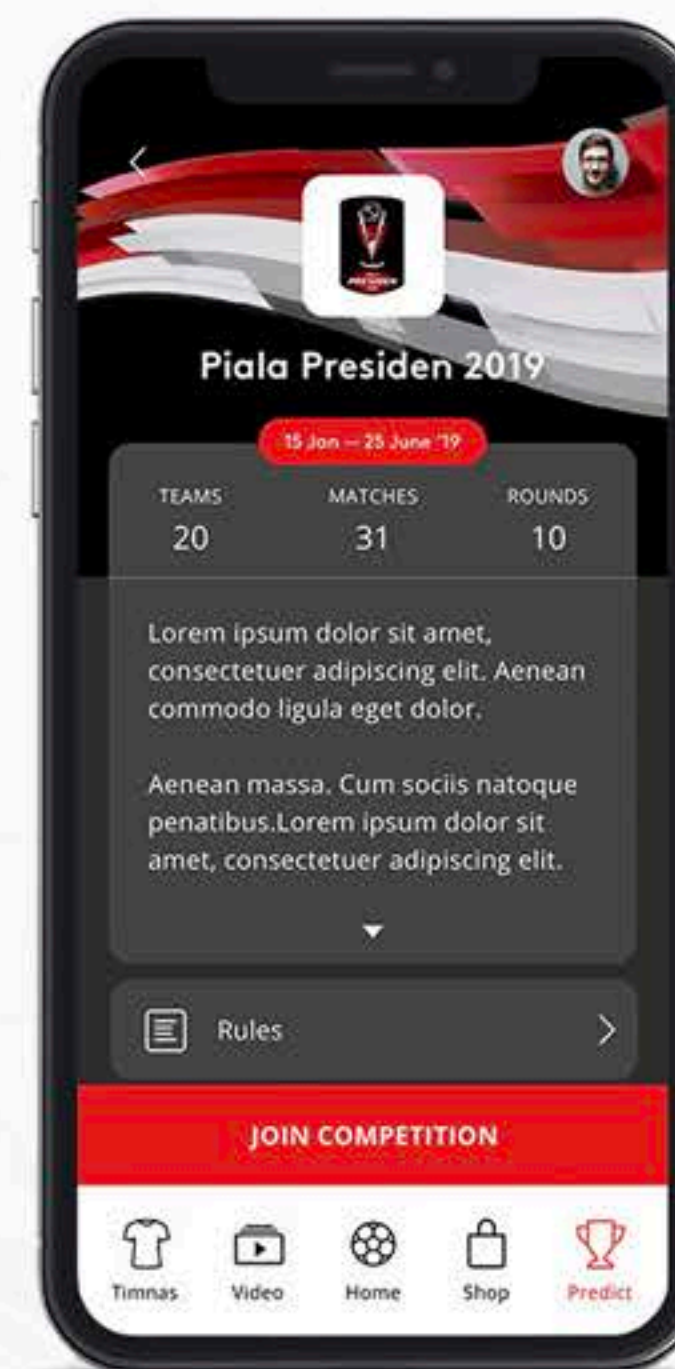 PRESIDEN
Piala Presiden 2019
15 Jan — 25 June '19
TEAMS MATCHES ROUNDS
20 31 10
Lorem ipsum dolor sit amet,
consectetuer adipiscing elit. Aenean
commodo ligula eget dolor.
Aenean massa. Cum sociis natoque
penatibus.Lorem ipsum dolor sit
amet, consectetuer adipiscing elit.
Rules
JOIN COMPETITION
Timnas Video Home Shop Predict